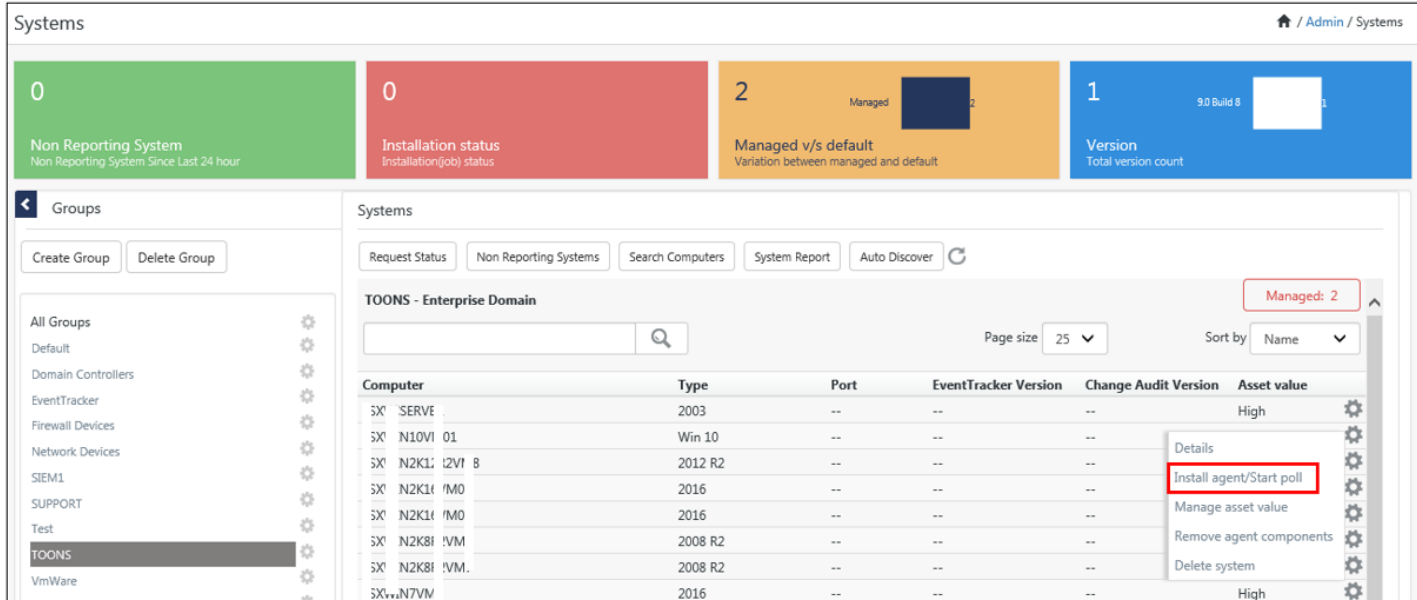 Systems
/ Admin / Systems
0
Non Reporting System
Non Reporting System Since Last 24 hour
0
Installation status
Installation(job) status
2
Managed
2
Managed v/s default
Variation between managed and default
1
9.0 Build 8
1
Version
Total version count
Groups
Create Group
Delete Group
All Groups
Default
Domain Controllers
EventTracker
Firewall Devices
Network Devices
SIEM1
SUPPORT
Test
TOONS
VmWare
Systems
Request Status
Non Reporting Systems
Search Computers
System Report
Auto Discover
TOONS - Enterprise Domain
Managed: 2
Page size 25
Sort by Name
Computer Type Port EventTracker Version Change Audit Version Asset value
2003 -- -- -- High
Win 10 -- --
2012 R2 -- -- --
2016 -- -- --
2016 -- -- --
2008 R2 -- -- --
2008 R2 -- -- --
2016 -- -- -- High
Details
Install agent/Start poll
Manage asset value
Remove agent components
Delete system